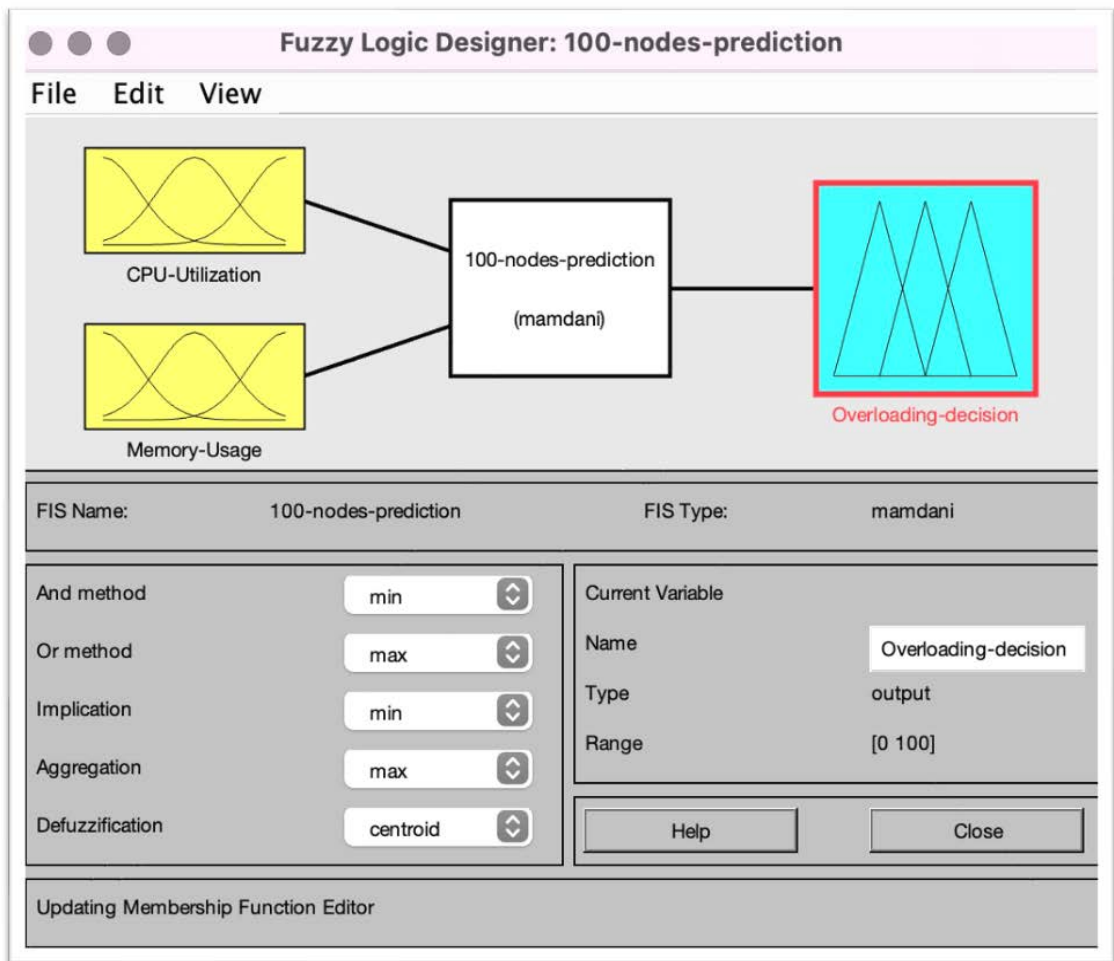 Fuzzy Logic Designer: 100-nodes-prediction
File Edit View
CPU-Utilization
Memory-Usage
100-nodes-prediction
(mamdani)
Overloading-decision
FIS Name: 100-nodes-prediction FIS Type: mamdani
And method min
Or method max
Implication min
Aggregation max
Defuzzification centroid
Current Variable
Name Overloading-decision
Type output
Range [0 100]
Help Close
Updating Membership Function Editor